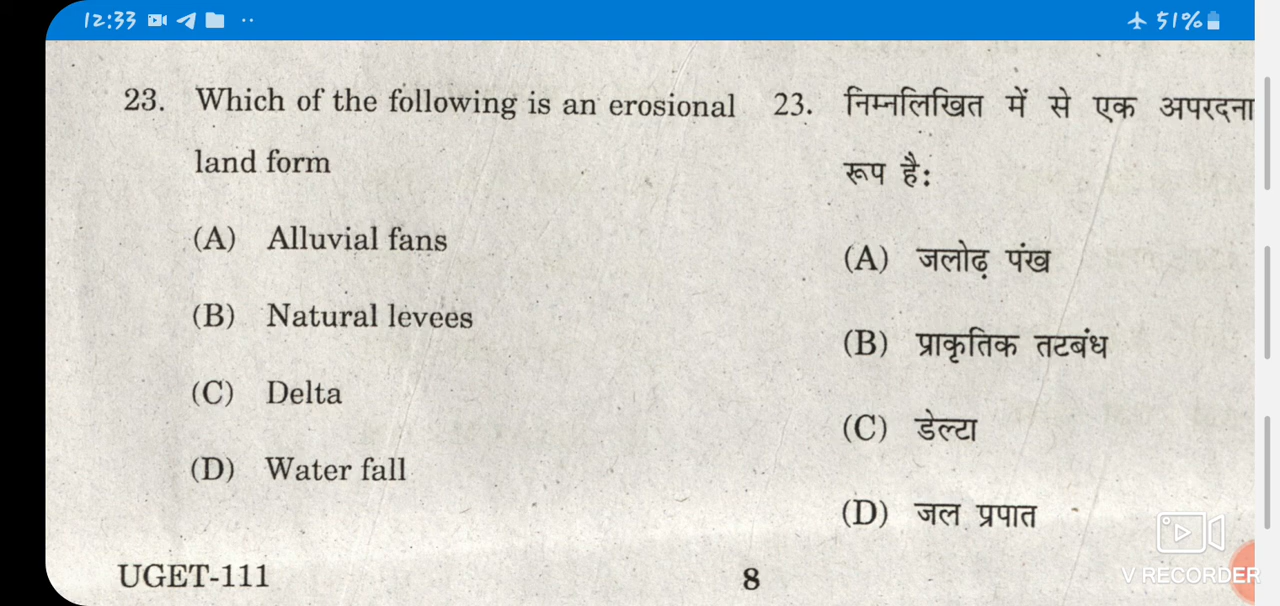 12:33
51%
23. Which of the following is an erosional
land form
(A) Alluvial fans
(B) Natural levees
(C) Delta
(D) Water fall
UGET-111
23. निम्नलिखित में से एक अपरदना
रूप है:
(A) जलोढ़ पंख
(B) प्राकृतिक तटबंध
(C) डेल्टा
(D) जल प्रपात
8
V RECORDER